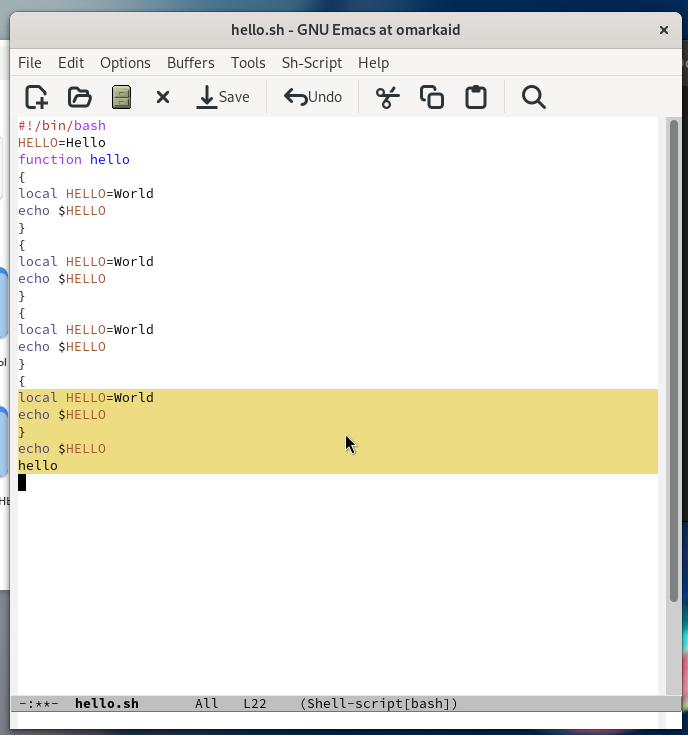 hello.sh - GNU Emacs at omarkaid
File Edit Options Buffers Tools Sh-Script Help
Save Undo
#!/bin/bash
HELLO=Hello
function hello
{
local HELLO=World
echo $HELLO
}
{
local HELLO=World
echo $HELLO
}
{
local HELLO=World
echo $HELLO
}
{
local HELLO=World
echo $HELLO
}
echo $HELLO
hello
-:**- hello.sh All L22 (Shell-script[bash])